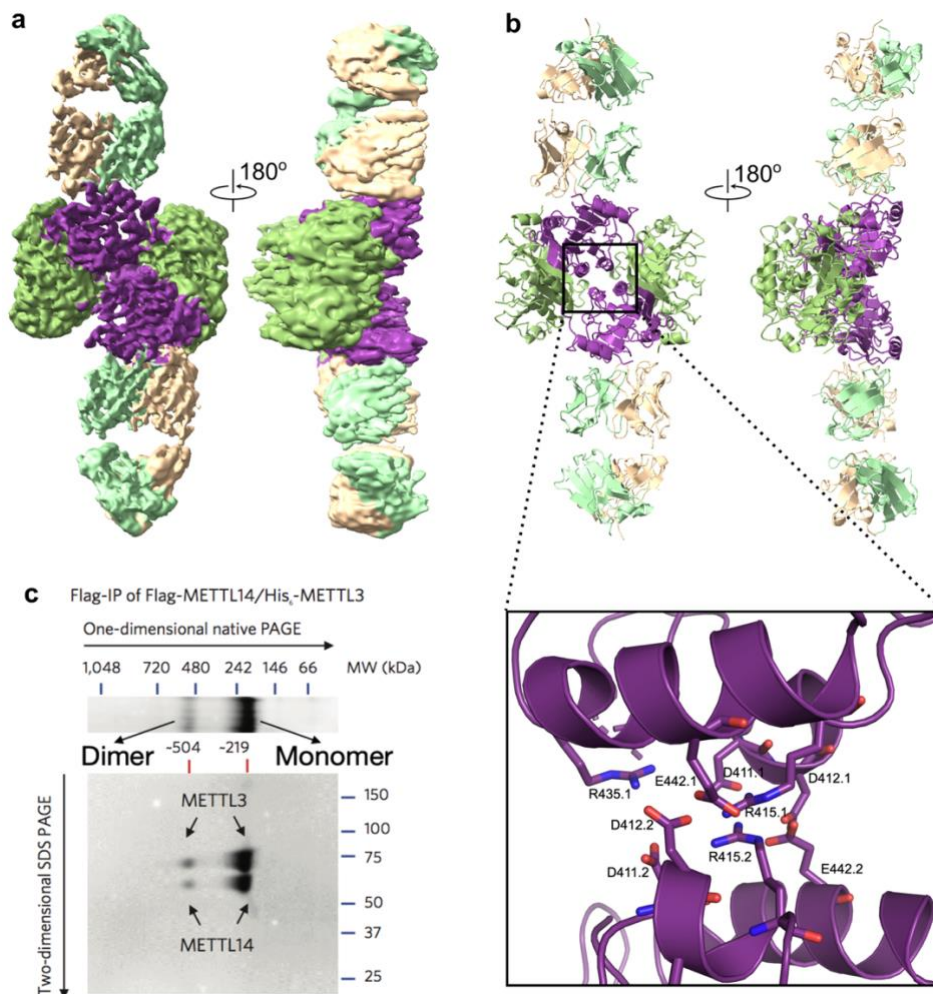 a
180°
b
180°
c
Flag-IP of Flag-METTL14/His6-METTL3
One-dimensional native PAGE
1,048 720 480 242 146 66 MW (kDa)
Dimer -504 -219 Monomer
Two-dimensional SDS PAGE
METTL3
METTL14
150
100
75
50
37
25
R435.1
E442.1
D411.1
D412.1
R415.1
D412.2
R415.2
D411.2
E442.2